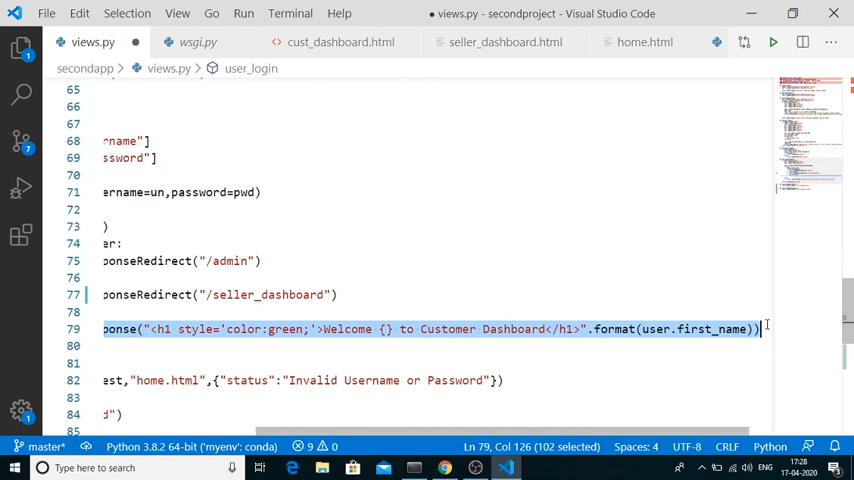 File Edit Selection View Go Run Terminal Help ● views.py - secondproject - Visual Studio Code
views.py ● wsgi.py <> cust_dashboard.html seller_dashboard.html home.html ...
secondapp > views.py > user_login
65
66
67
68 rname"]
69 ssword"]
70
71 ername=un,password=pwd)
72
73 )
74 er:
75 ponseRedirect("/admin")
76
77 ponseRedirect("/seller_dashboard")
78
79 ponse("<h1 style='color:green;'>Welcome {} to Customer Dashboard</h1>".format(user.first_name))
80
81
82 est,"home.html",{"status":"Invalid Username or Password"})
83
84 d")
85
1
7
1
master* Python 3.8.2 64-bit ('myenv': conda) 9 0 Ln 79, Col 126 (102 selected) Spaces: 4 UTF-8 CRLF Python
Type here to search ENG 17:28
17-04-2020